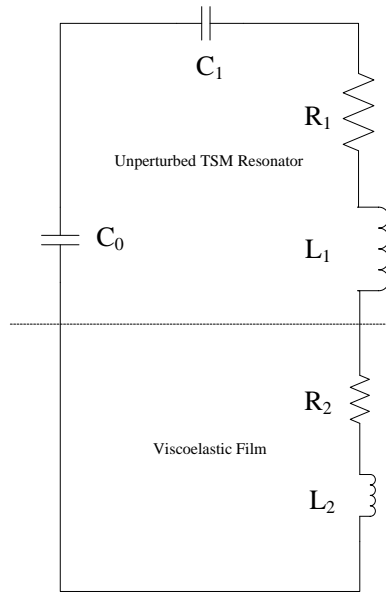 C₁
R₁
Unperturbed TSM Resonator
C₀
L₁
R₂
Viscoelastic Film
L₂